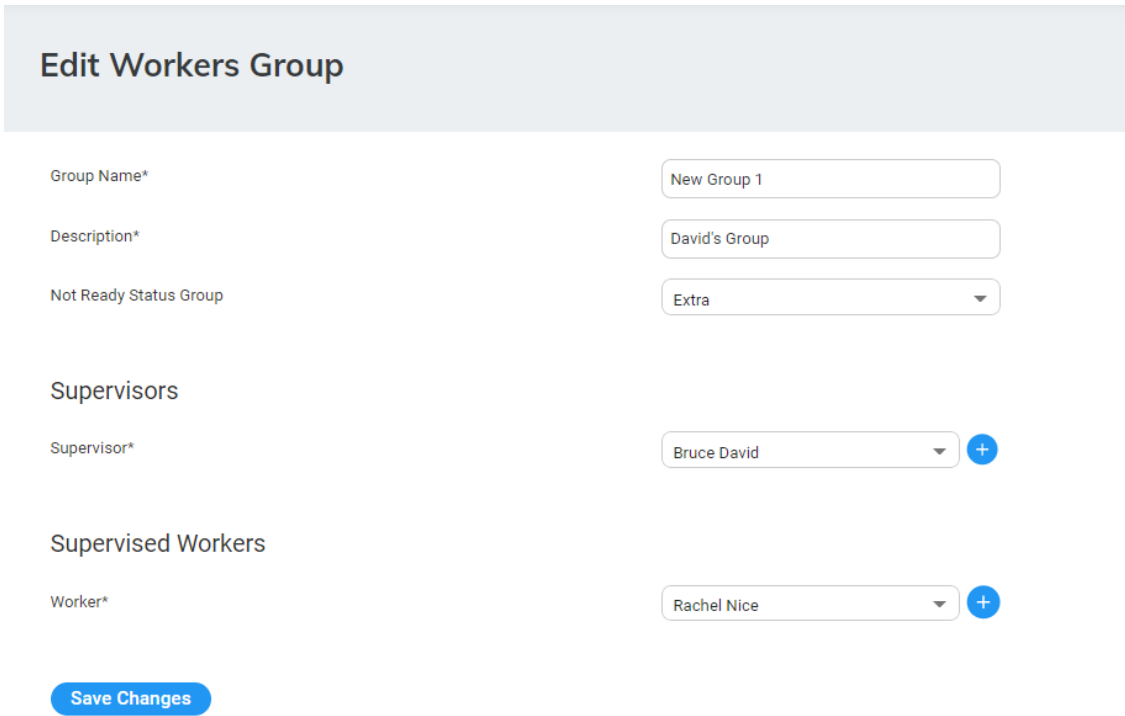 Edit Workers Group
Group Name* New Group 1
Description* David's Group
Not Ready Status Group Extra
Supervisors
Supervisor* Bruce David
Supervised Workers
Worker* Rachel Nice
Save Changes